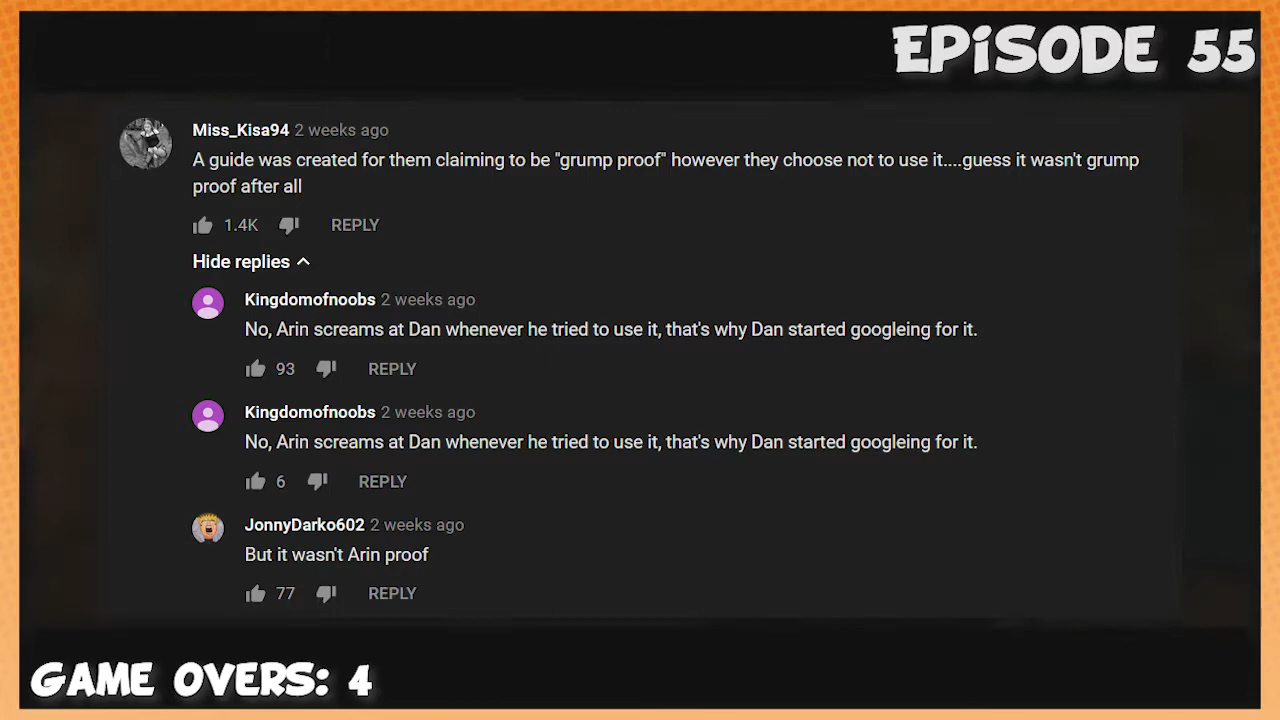 EPISODE 55
Miss_Kisa94 2 weeks ago
A guide was created for them claiming to be "grump proof" however they choose not to use it....guess it wasn't grump
proof after all
1.4K REPLY
Hide replies
Kingdomofnoobs 2 weeks ago
No, Arin screams at Dan whenever he tried to use it, that's why Dan started googleing for it.
93 REPLY
Kingdomofnoobs 2 weeks ago
No, Arin screams at Dan whenever he tried to use it, that's why Dan started googleing for it.
6 REPLY
JonnyDarko602 2 weeks ago
But it wasn't Arin proof
77 REPLY
GAME OVERS: 4